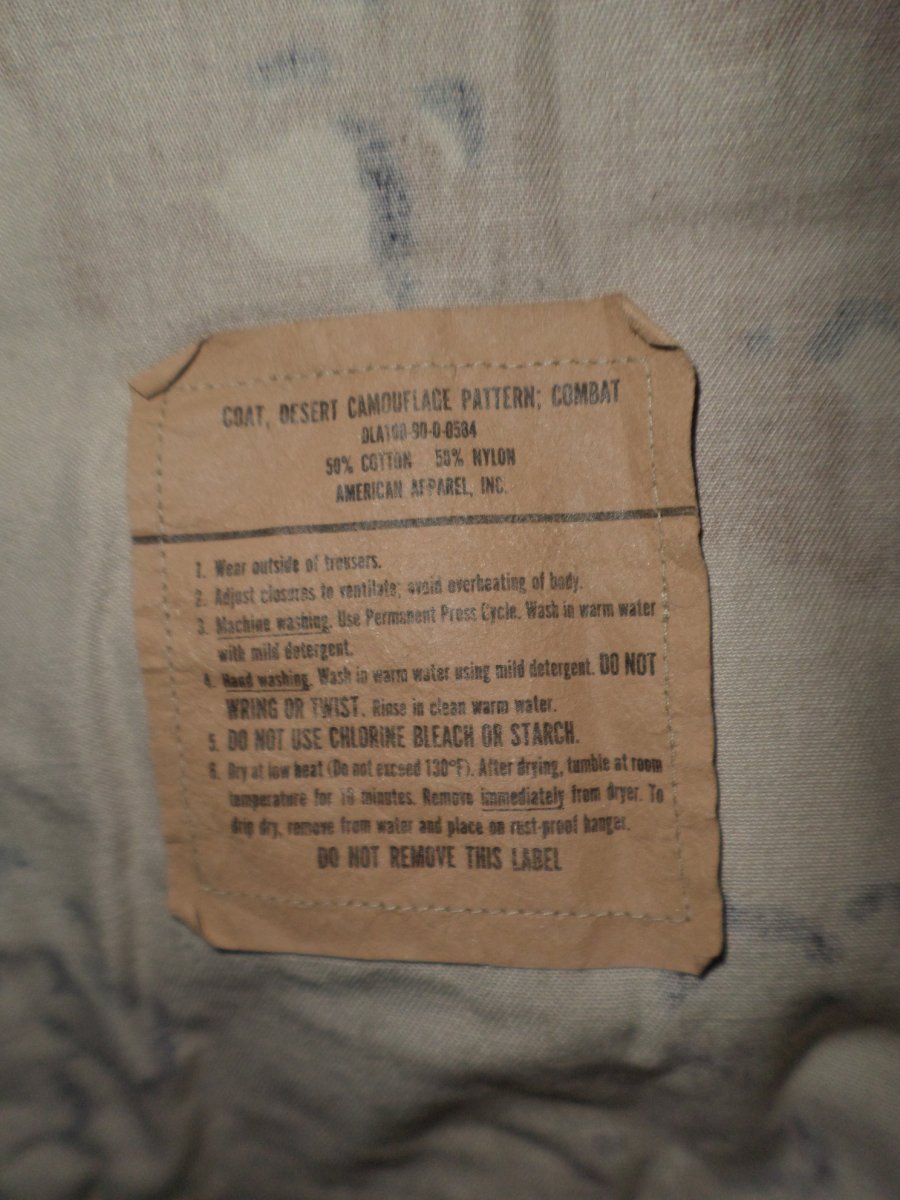 COAT, DESERT CAMOUFLAGE PATTERN; COMBAT
DLA100-90-0-0584
50% COTTON 50% NYLON
AMERICAN APPAREL, INC.
1. Wear outside of trousers.
2. Adjust closures to ventilate; avoid overheating of body.
3. Machine washing. Use Permanent Press Cycle. Wash in warm water
with mild detergent.
4. Hand washing. Wash in warm water using mild detergent. DO NOT
WRING OR TWIST. Rinse in clean warm water.
5. DO NOT USE CHLORINE BLEACH OR STARCH.
6. Dry at low heat (Do not exceed 130°F). After drying, tumble at room
temperature for 10 minutes. Remove immediately from dryer. To
drip dry, remove from water and place on rust-proof hanger.
DO NOT REMOVE THIS LABEL